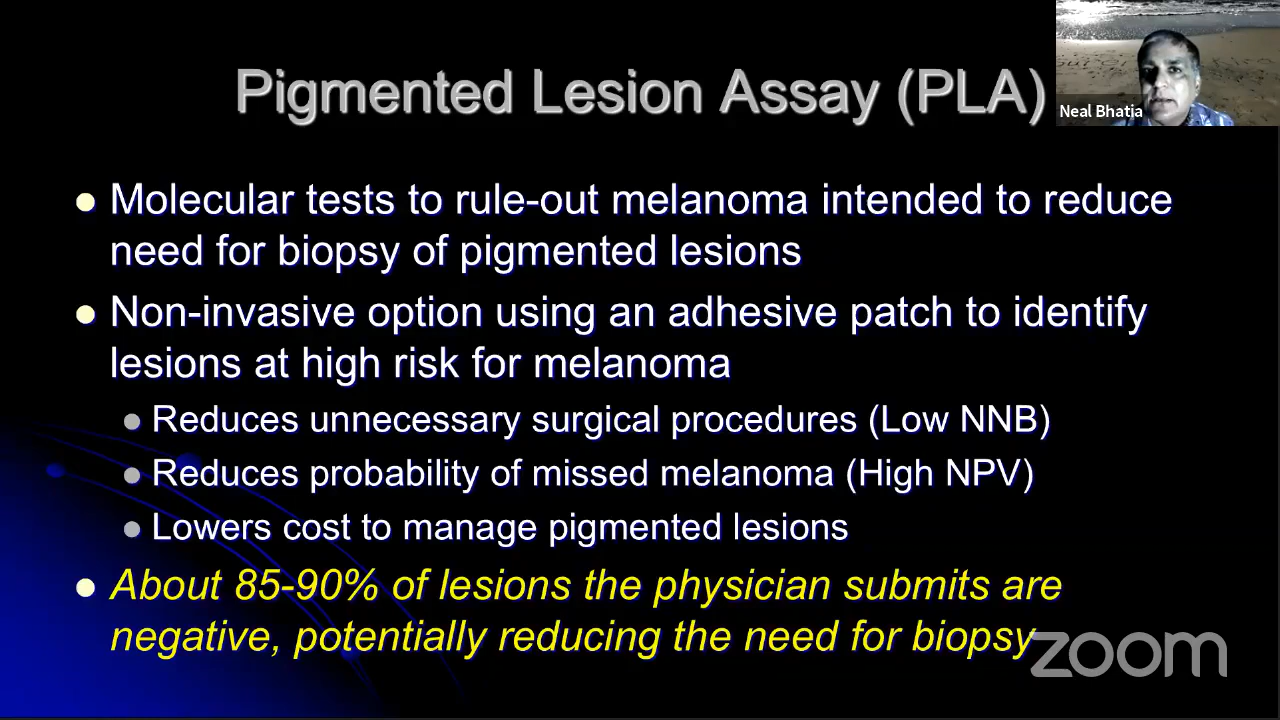 Pigmented Lesion Assay (PLA)
Neal Bhatia
Molecular tests to rule-out melanoma intended to reduce
need for biopsy of pigmented lesions
Non-invasive option using an adhesive patch to identify
lesions at high risk for melanoma
Reduces unnecessary surgical procedures (Low NNB)
Reduces probability of missed melanoma (High NPV)
Lowers cost to manage pigmented lesions
About 85-90% of lesions the physician submits are
negative, potentially reducing the need for biopsy
zoom